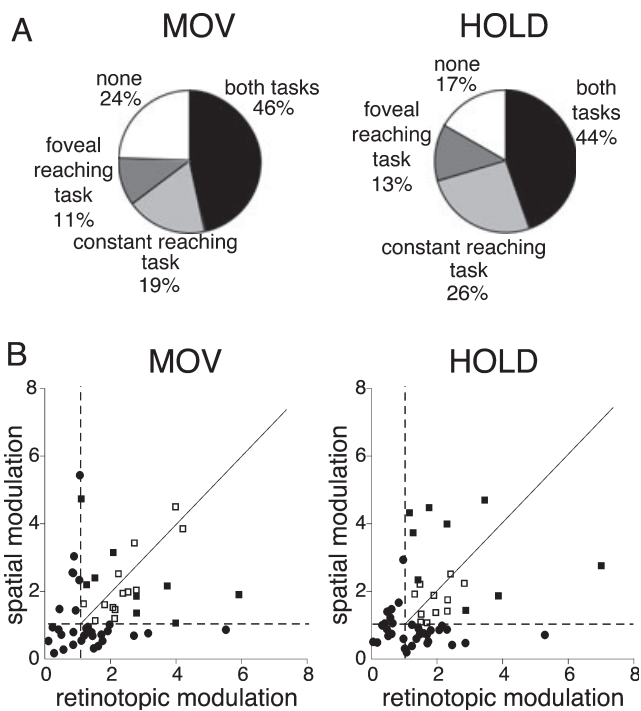 A
MOV
HOLD
none
24%
both tasks
46%
foveal
reaching
task
11%
constant reaching
task
19%
none
17%
both
tasks
44%
foveal
reaching
task
13%
constant reaching
task
26%
B
MOV
HOLD
spatial modulation
8
6
4
2
0
0 2 4 6 8
retinotopic modulation
spatial modulation
8
6
4
2
0
0 2 4 6 8
retinotopic modulation